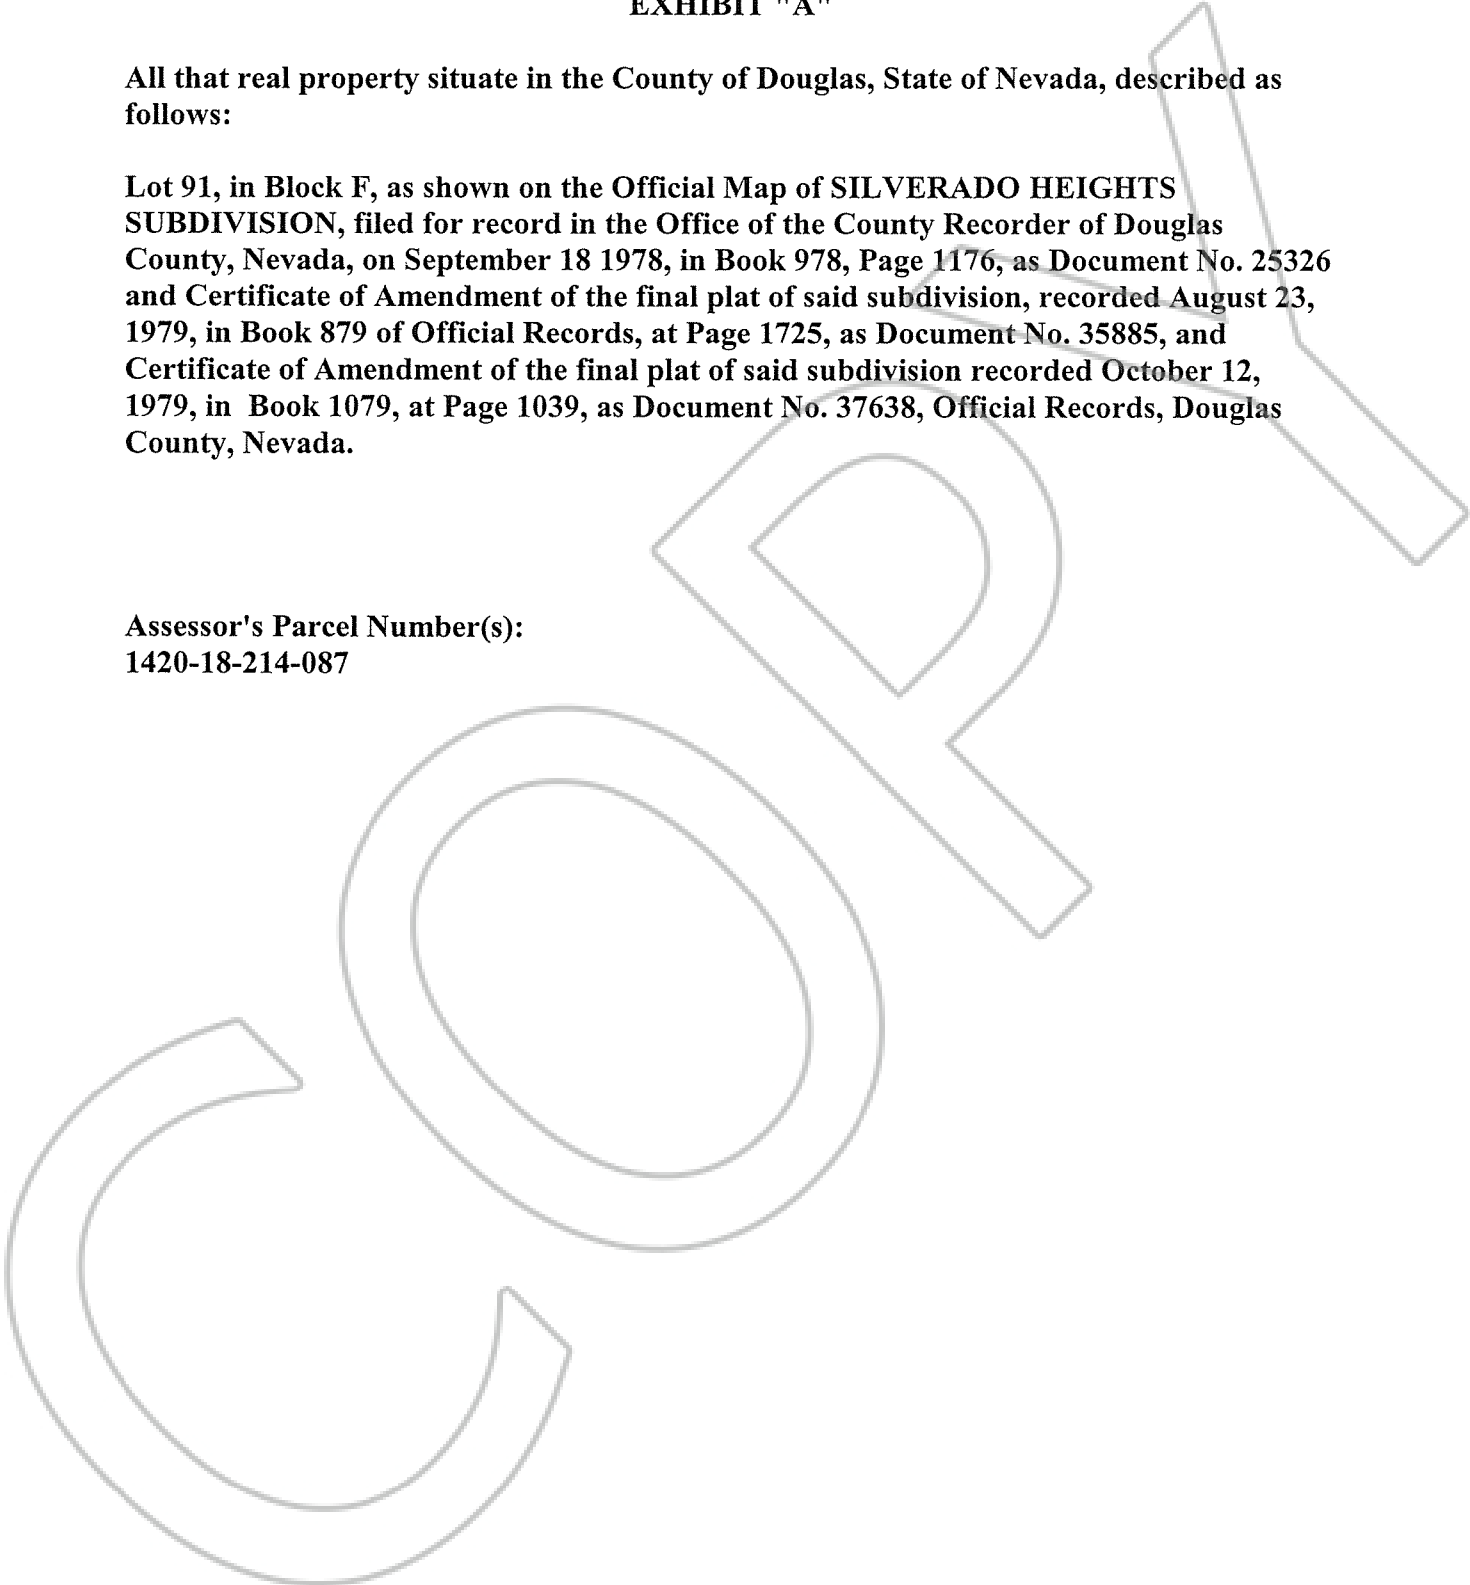 EXHIBIT "A"
All that real property situate in the County of Douglas, State of Nevada, described as
follows:
Lot 91, in Block F, as shown on the Official Map of SILVERADO HEIGHTS
SUBDIVISION, filed for record in the Office of the County Recorder of Douglas
County, Nevada, on September 18 1978, in Book 978, Page 1176, as Document No. 25326
and Certificate of Amendment of the final plat of said subdivision, recorded August 23,
1979, in Book 879 of Official Records, at Page 1725, as Document No. 35885, and
Certificate of Amendment of the final plat of said subdivision recorded October 12,
1979, in  Book 1079, at Page 1039, as Document No. 37638, Official Records, Douglas
County, Nevada.
Assessor's Parcel Number(s):
1420-18-214-087
COPY